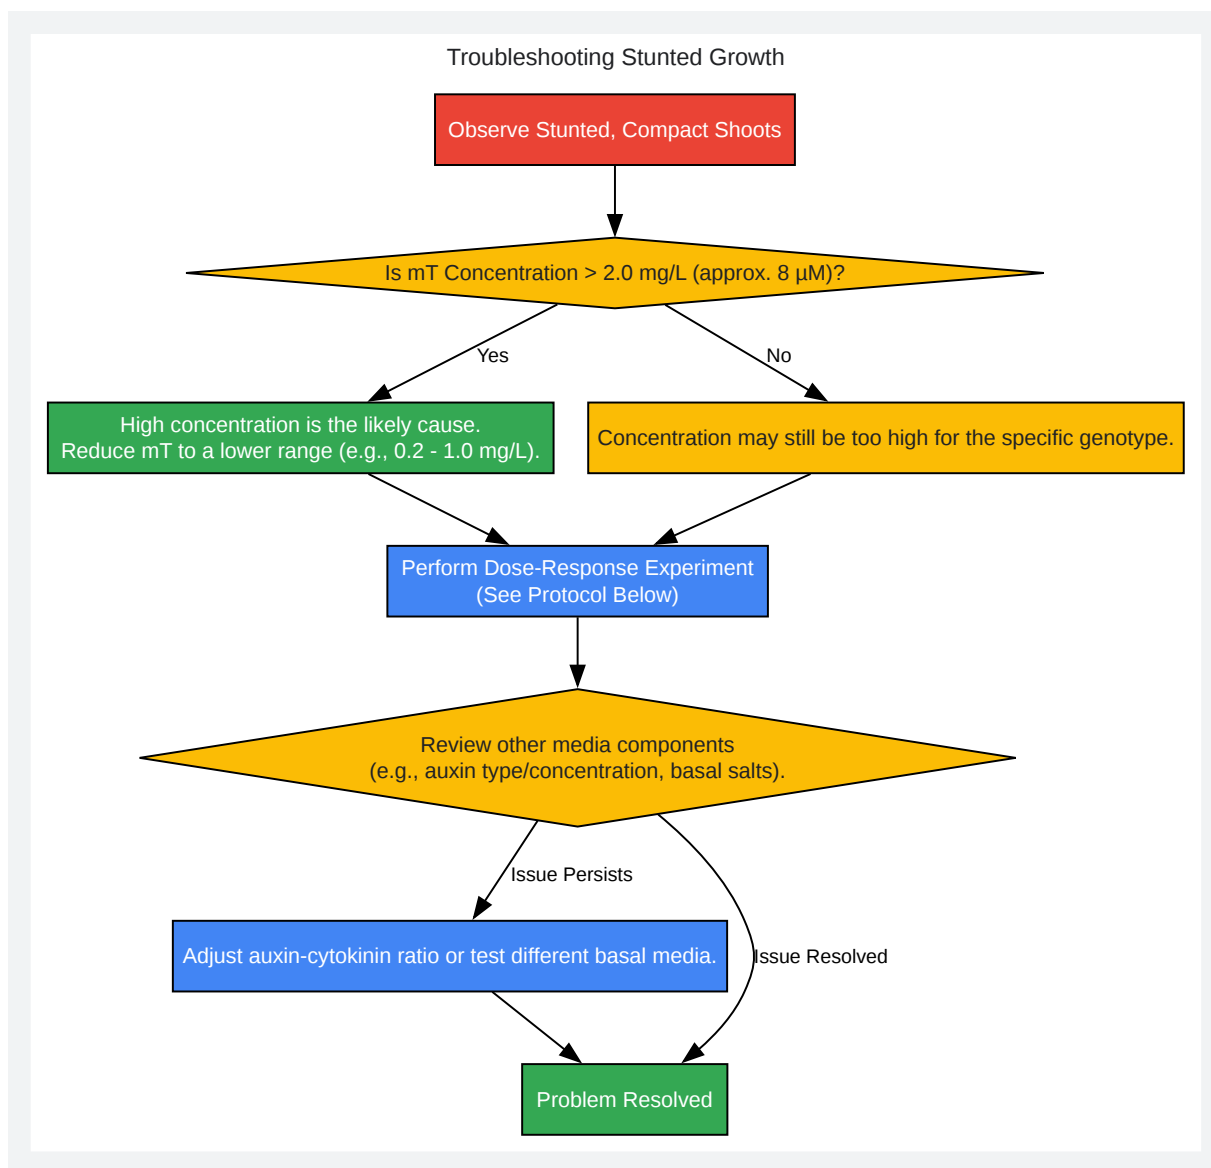 Troubleshooting Stunted Growth
Observe Stunted, Compact Shoots
Is mT Concentration > 2.0 mg/L (approx. 8 µM)?
Yes
No
High concentration is the likely cause.
Reduce mT to a lower range (e.g., 0.2 - 1.0 mg/L).
Concentration may still be too high for the specific genotype.
Perform Dose-Response Experiment
(See Protocol Below)
Review other media components
(e.g., auxin type/concentration, basal salts).
Issue Persists
Adjust auxin-cytokinin ratio or test different basal media.
Issue Resolved
Problem Resolved